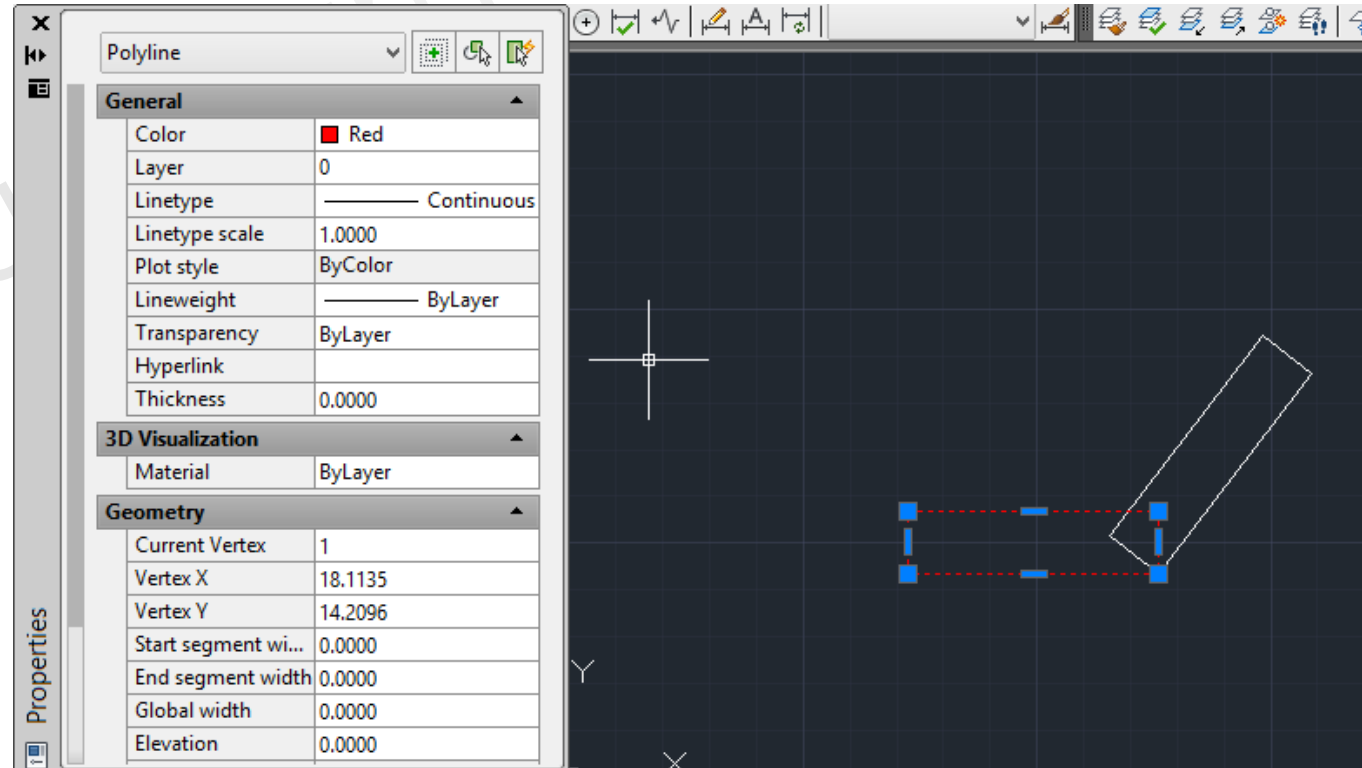 Polyline
General
Color Red
Layer 0
Linetype Continuous
Linetype scale 1.0000
Plot style ByColor
Lineweight ByLayer
Transparency ByLayer
Hyperlink
Thickness 0.0000
3D Visualization
Material ByLayer
Geometry
Current Vertex 1
Vertex X 18.1135
Vertex Y 14.2096
Start segment wi... 0.0000
End segment width 0.0000
Global width 0.0000
Elevation 0.0000
Properties
A
Y
X